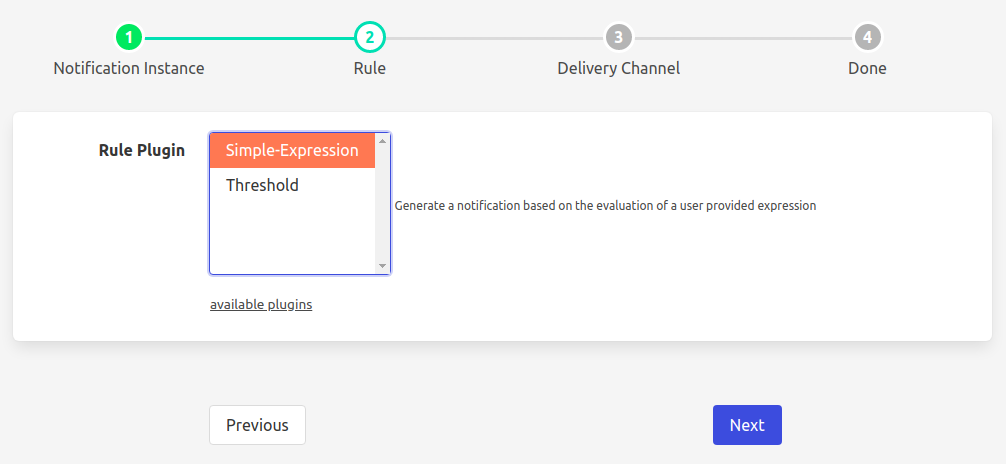 1 2 3 4
Notification Instance Rule Delivery Channel Done
Rule Plugin
Simple-Expression
Threshold
Generate a notification based on the evaluation of a user provided expression
available plugins
Previous Next